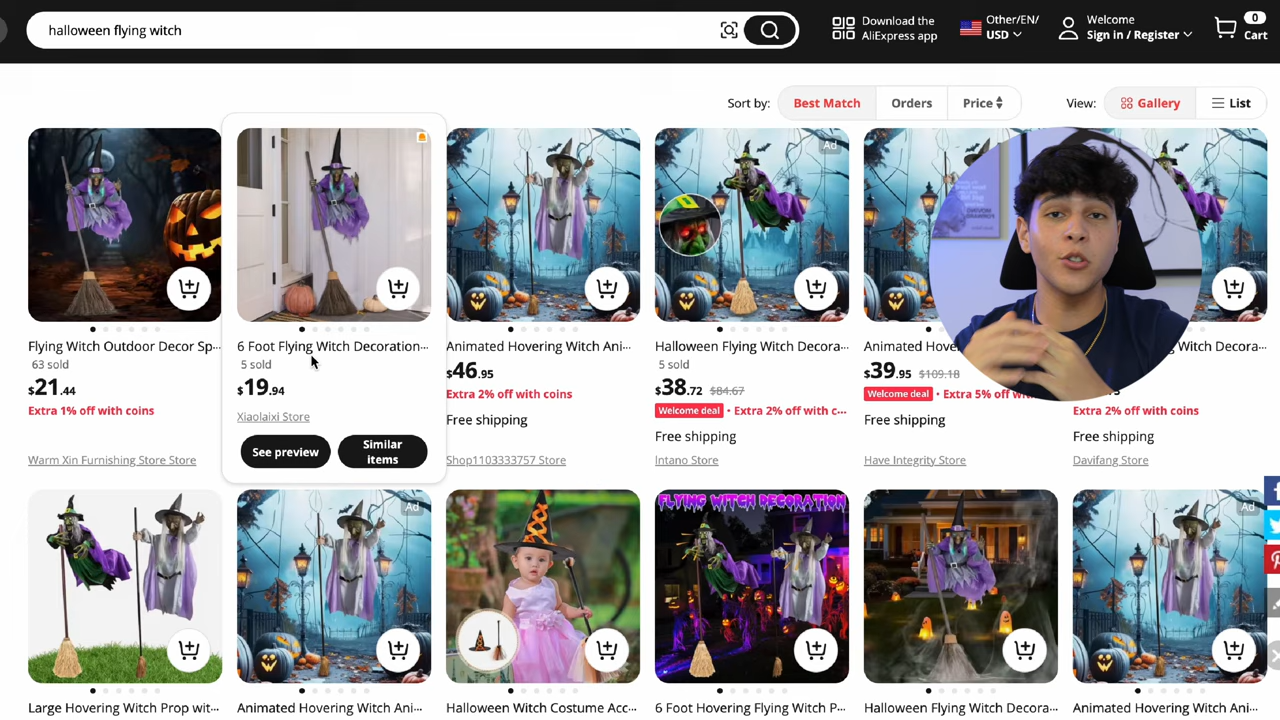 halloween flying witch
Download the
AliExpress app
Other/EN/
USD
Welcome
Sign in / Register
0
Cart
Sort by:
Best Match
Orders
Price
View:
Gallery
List
Ad
Flying Witch Outdoor Decor Sp...
63 sold
$21.44
Extra 1% off with coins
Warm Xin Furnishing Store Store
6 Foot Flying Witch Decoration...
5 sold
$19.94
Xiaolaixi Store
See preview
Similar
items
Animated Hovering Witch Ani...
$46.95
Extra 2% off with coins
Free shipping
Shop1103333757 Store
Halloween Flying Witch Decora...
5 sold
$38.72 $84.67
Welcome deal · Extra 2% off with c...
Free shipping
Intano Store
Animated Hove
$39.95 $109.18
Welcome deal · Extra 5% off
Free shipping
Have Integrity Store
Witch Decora...
Extra 2% off with coins
Free shipping
Davifang Store
Ad
FLYING WITCH DECORATION
Ad
Large Hovering Witch Prop wit...
Animated Hovering Witch Ani...
Halloween Witch Costume Acc...
6 Foot Hovering Flying Witch P...
Halloween Flying Witch Decora...
Animated Hovering Witch Ani...